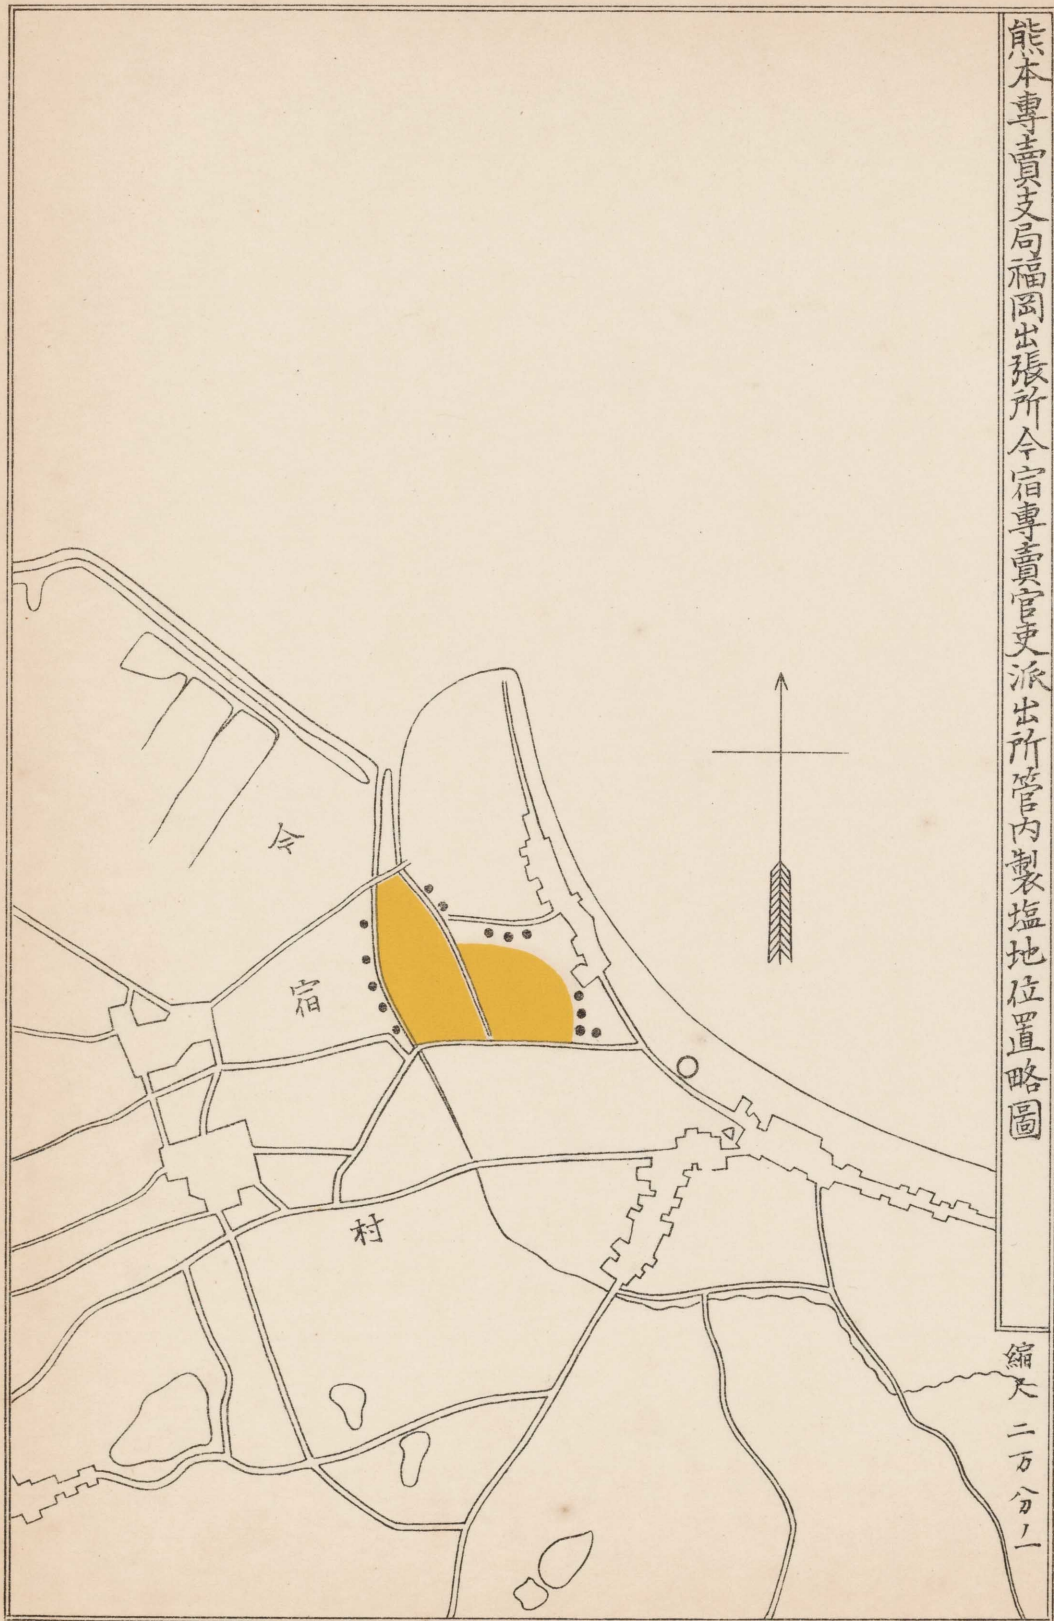 熊本專賣支局福岡出張所今宿專賣官吏派出所管内製塩地位置略圖
縮尺 二万分ノ一
今
宿
村